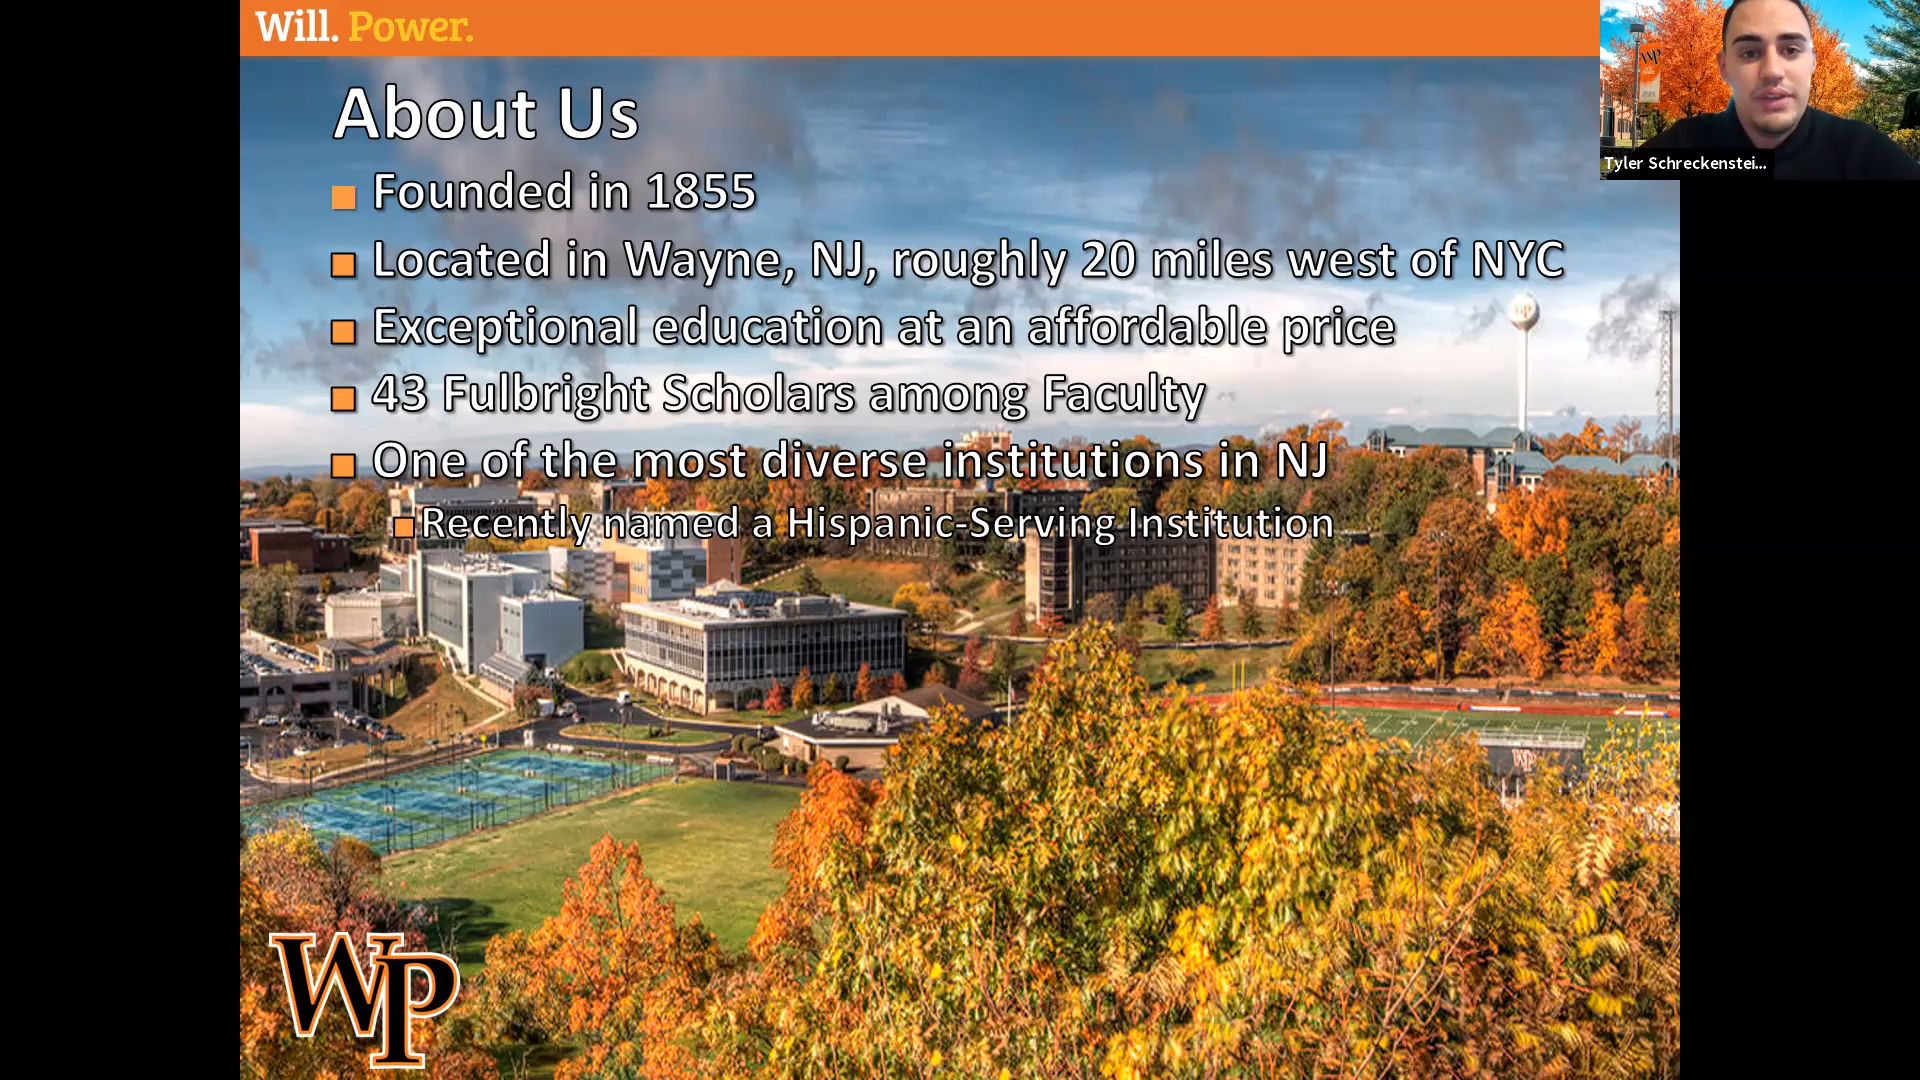 Will. Power.
About Us
Founded in 1855
Located in Wayne, NJ, roughly 20 miles west of NYC
Exceptional education at an affordable price
43 Fulbright Scholars among Faculty
One of the most diverse institutions in NJ
Recently named a Hispanic-Serving Institution
WP
Tyler Schreckenstei...
WP
WP